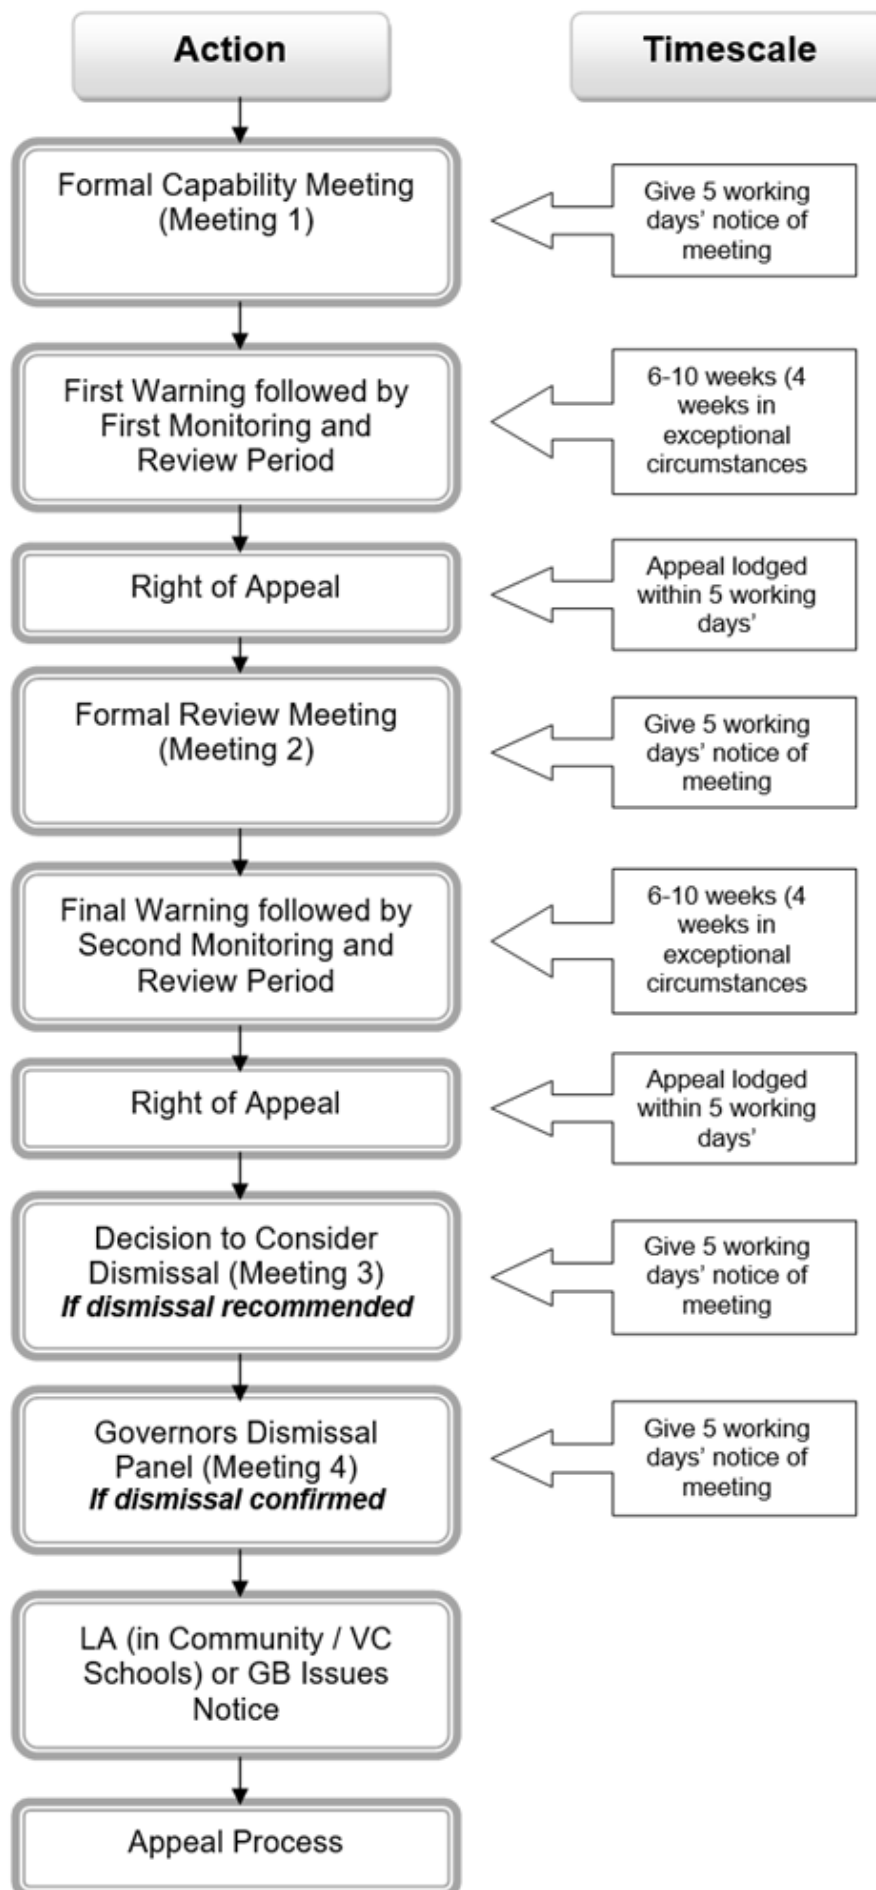 Action
Timescale
Formal Capability Meeting
(Meeting 1)
Give 5 working
days’ notice of
meeting
First Warning followed by
First Monitoring and
Review Period
6-10 weeks (4
weeks in
exceptional
circumstances
Right of Appeal
Appeal lodged
within 5 working
days’
Formal Review Meeting
(Meeting 2)
Give 5 working
days’ notice of
meeting
Final Warning followed by
Second Monitoring and
Review Period
6-10 weeks (4
weeks in
exceptional
circumstances
Right of Appeal
Appeal lodged
within 5 working
days’
Decision to Consider
Dismissal (Meeting 3)
If dismissal recommended
Give 5 working
days’ notice of
meeting
Governors Dismissal
Panel (Meeting 4)
If dismissal confirmed
Give 5 working
days’ notice of
meeting
LA (in Community / VC
Schools) or GB Issues
Notice
Appeal Process